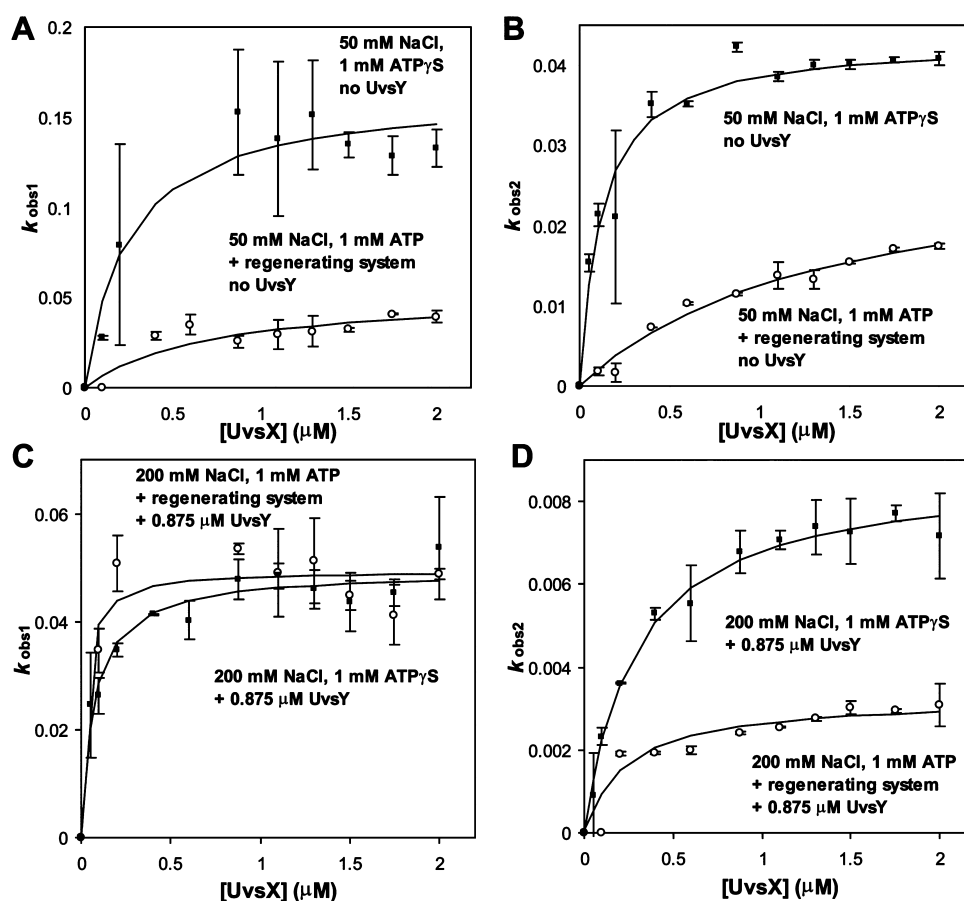 A
0.2
0.15
0.1
0.05
0
k obs1
50 mM NaCl,
1 mM ATPγS
no UvsY
50 mM NaCl, 1 mM ATP
+ regenerating system
no UvsY
0 0.5 1 1.5 2
[UvsX] (μM)
B
0.04
0.03
0.02
0.01
0
k obs2
50 mM NaCl, 1 mM ATPγS
no UvsY
50 mM NaCl, 1 mM ATP
+ regenerating system
no UvsY
0 0.5 1 1.5 2
[UvsX] (μM)
C
0.06
0.04
0.02
0
k obs1
200 mM NaCl, 1 mM ATP
+ regenerating system
+ 0.875 μM UvsY
200 mM NaCl, 1 mM ATPγS
+ 0.875 μM UvsY
0 0.5 1 1.5 2
[UvsX] (μM)
D
0.008
0.006
0.004
0.002
0
k obs2
200 mM NaCl, 1 mM ATPγS
+ 0.875 μM UvsY
200 mM NaCl, 1 mM ATP
+ regenerating system
+ 0.875 μM UvsY
0 0.5 1 1.5 2
[UvsX] (μM)